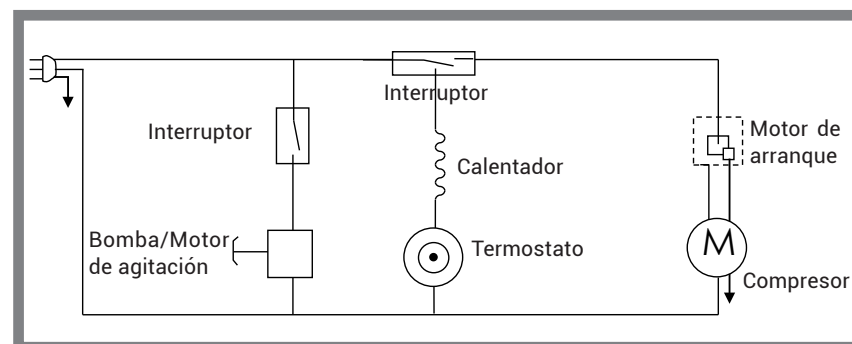 Interruptor
Interruptor
Calentador
Motor de
arranque
Bomba/Motor
de agitación
Termostato
M
Compresor